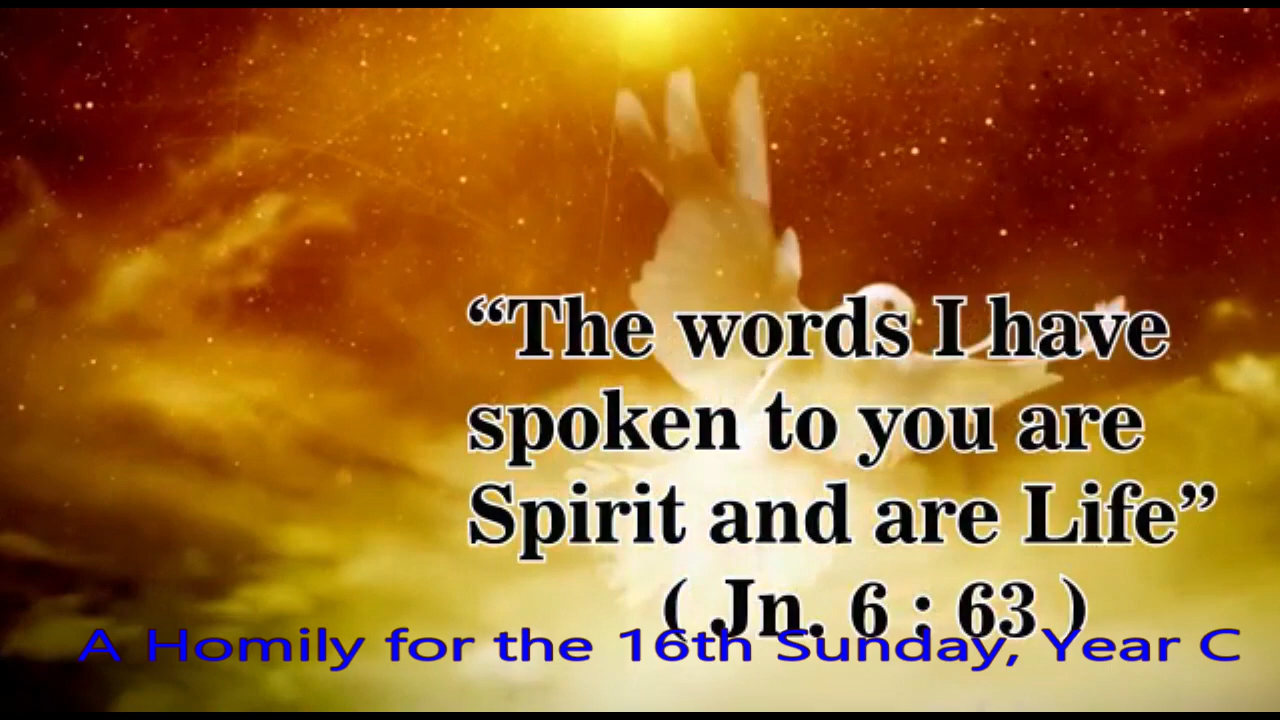 “The words I have
spoken to you are
Spirit and are Life”
( Jn. 6 : 63 )
A Homily for the 16th Sunday, Year C